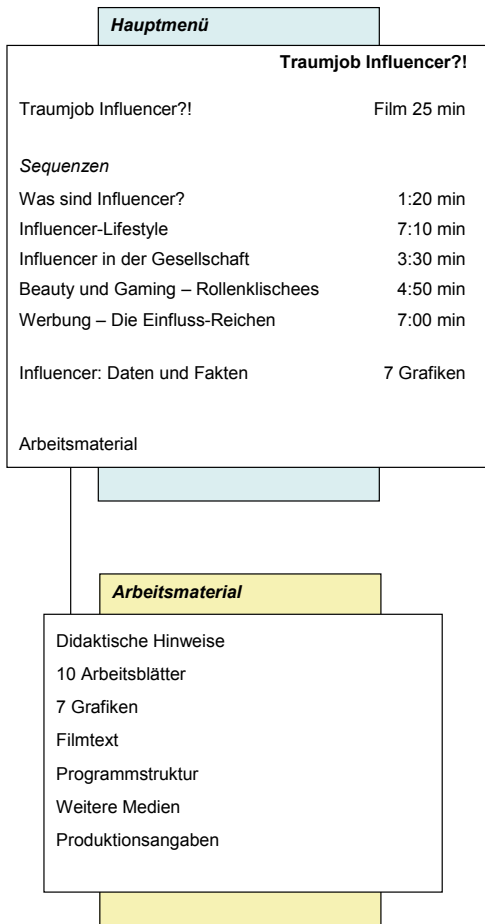 Hauptmenü
Traumjob Influencer?!
Traumjob Influencer?! Film 25 min
Sequenzen
Was sind Influencer? 1:20 min
Influencer-Lifestyle 7:10 min
Influencer in der Gesellschaft 3:30 min
Beauty und Gaming – Rollenklischees 4:50 min
Werbung – Die Einfluss-Reichen 7:00 min
Influencer: Daten und Fakten 7 Grafiken
Arbeitsmaterial
Arbeitsmaterial
Didaktische Hinweise
10 Arbeitsblätter
7 Grafiken
Filmtext
Programmstruktur
Weitere Medien
Produktionsangaben